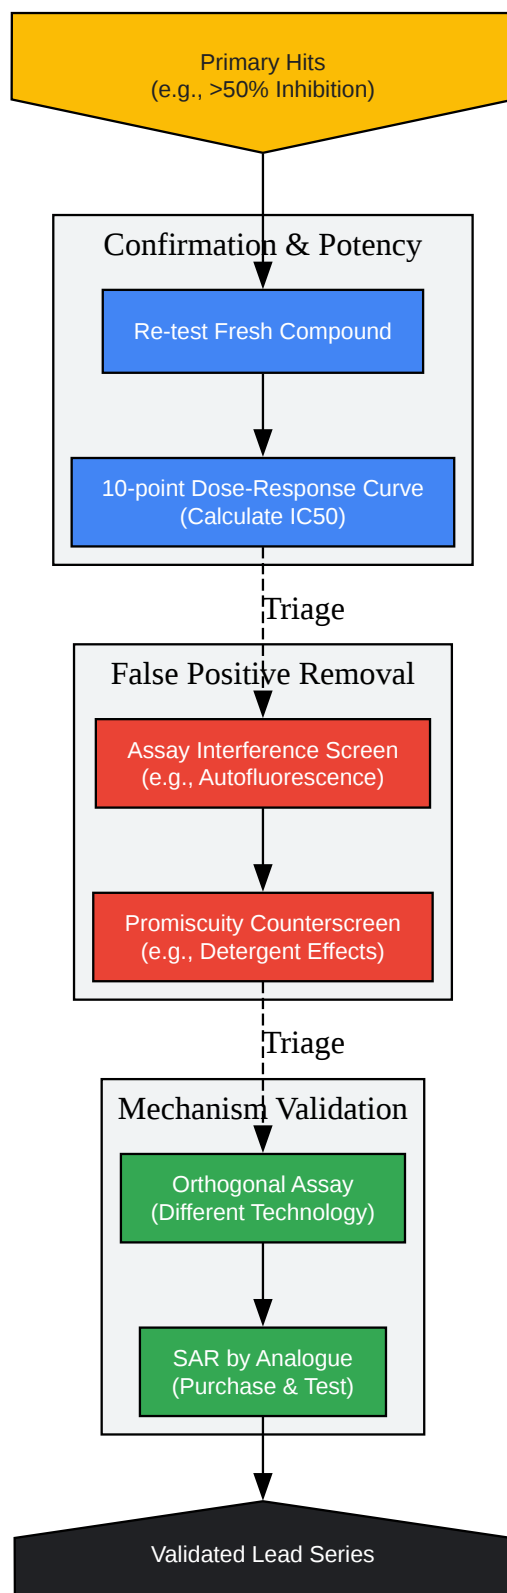 Primary Hits
(e.g., >50% Inhibition)
Confirmation & Potency
Re-test Fresh Compound
10-point Dose-Response Curve
(Calculate IC50)
Triage
False Positive Removal
Assay Interference Screen
(e.g., Autofluorescence)
Promiscuity Counterscreen
(e.g., Detergent Effects)
Triage
Mechanism Validation
Orthogonal Assay
(Different Technology)
SAR by Analogue
(Purchase & Test)
Validated Lead Series